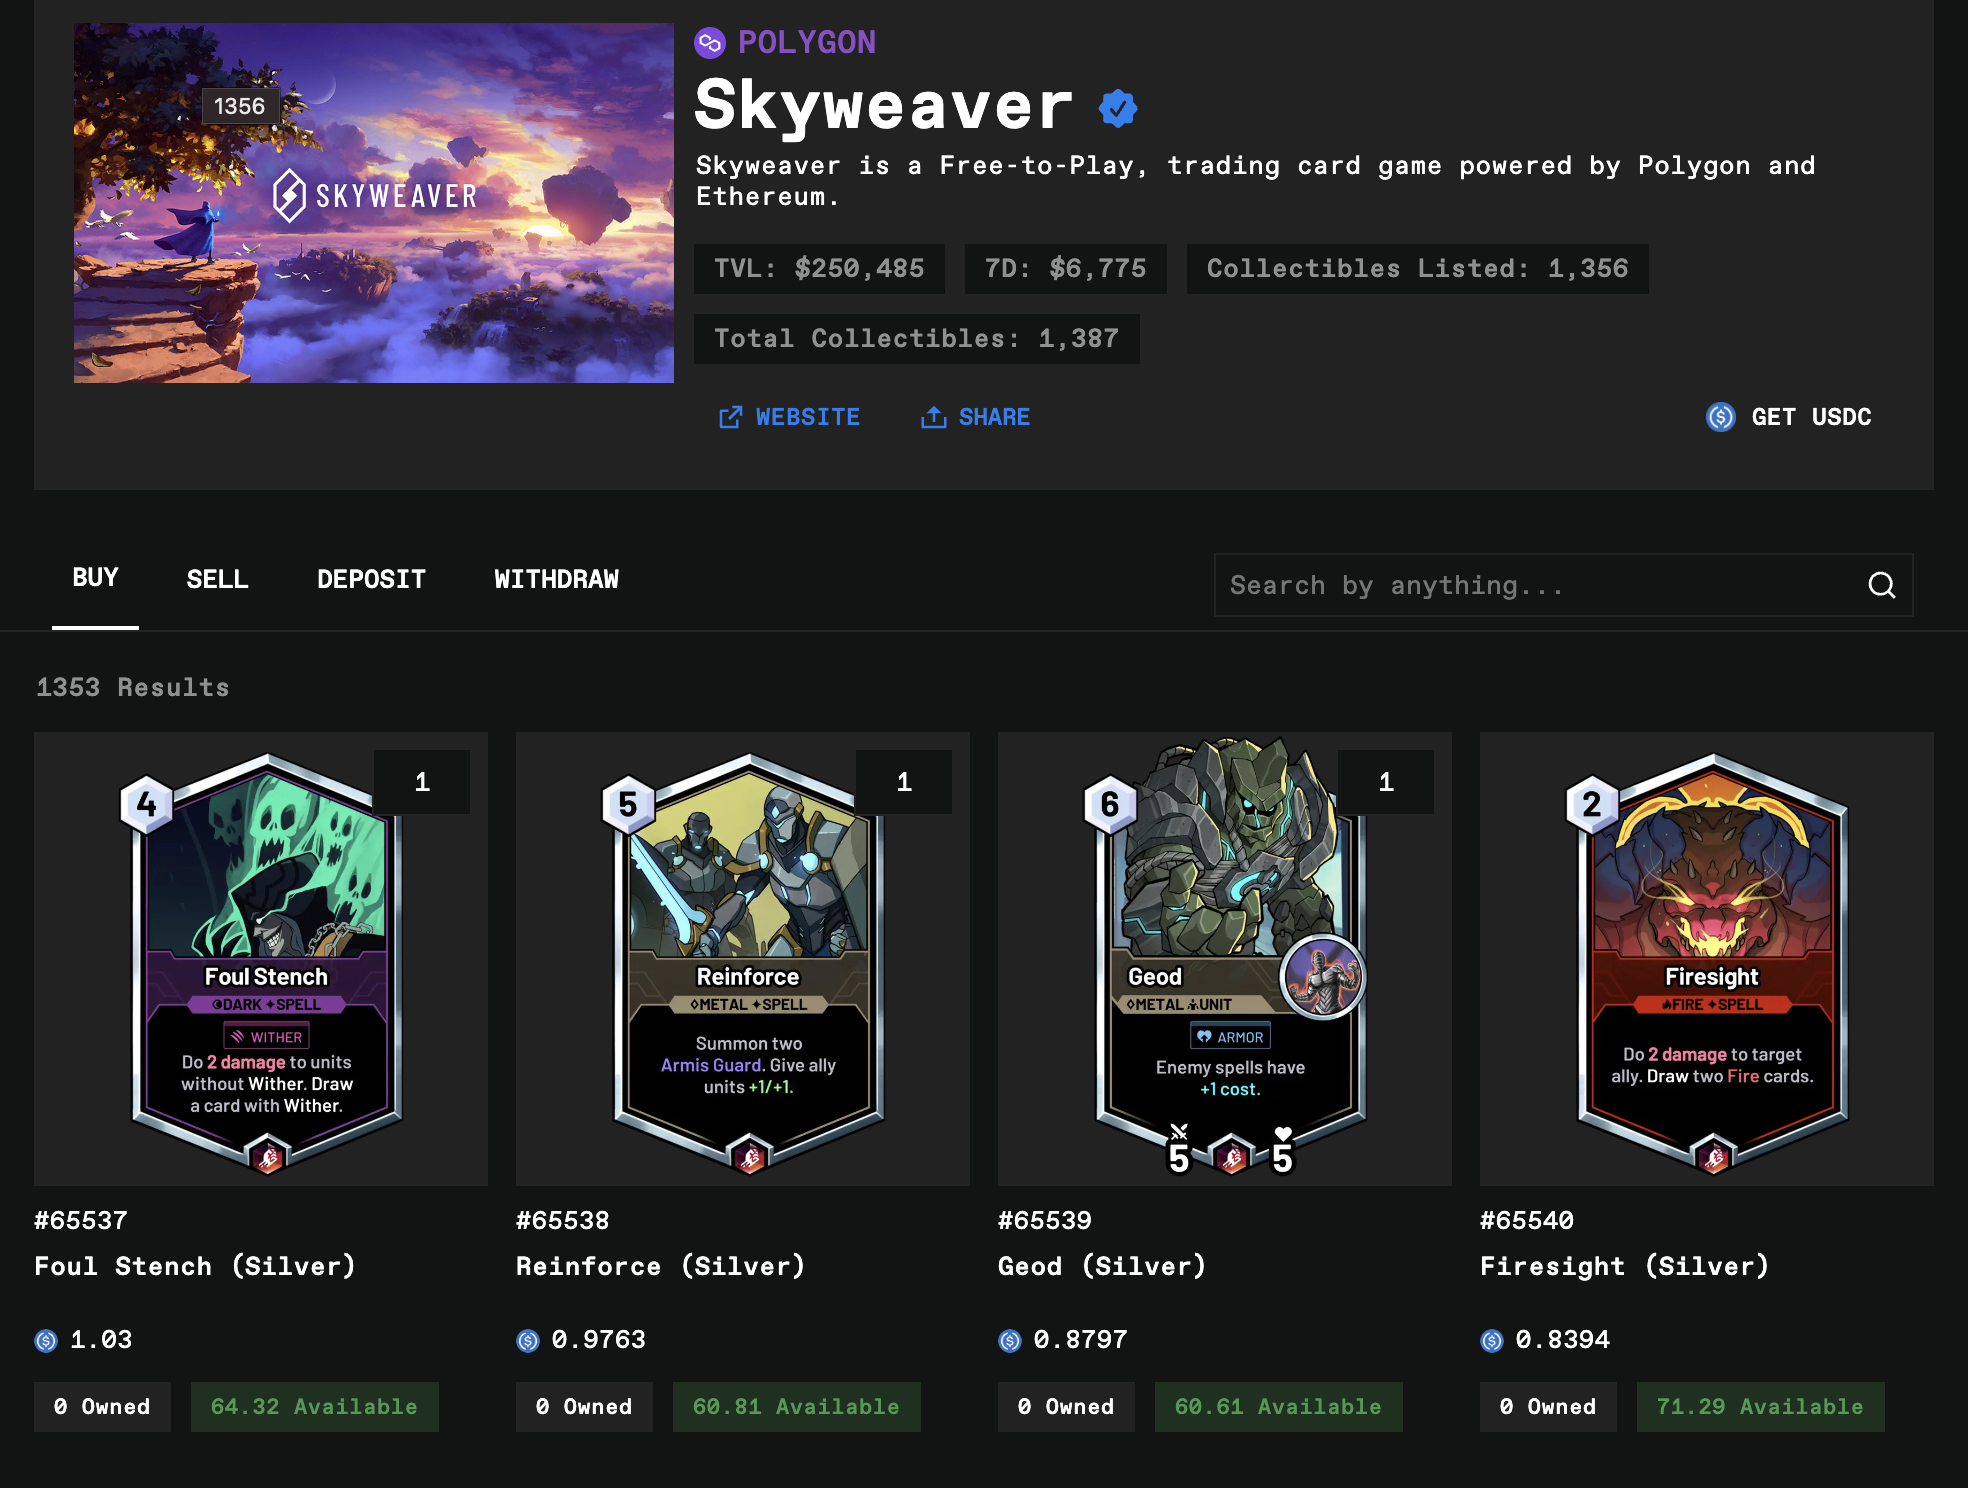 POLYGON
Skyweaver
1356
SKYWEAVER
Skyweaver is a Free-to-Play, trading card game powered by Polygon and
Ethereum.
TVL: $250,485
7D: $6,775
Collectibles Listed: 1,356
Total Collectibles: 1,387
WEBSITE
SHARE
GET USDC
BUY
SELL
DEPOSIT
WITHDRAW
Search by anything...
1353 Results
1
4
Foul Stench
DARK SPELL
WITHER
Do 2 damage to units
without Wither. Draw
a card with Wither.
#65537
Foul Stench (Silver)
1.03
0 Owned
64.32 Available
1
5
Reinforce
METAL SPELL
Summon two
Armis Guard. Give ally
units +1/+1.
#65538
Reinforce (Silver)
0.9763
0 Owned
60.81 Available
1
6
Geod
METAL UNIT
ARMOR
Enemy spells have
+1 cost.
5
5
#65539
Geod (Silver)
0.8797
0 Owned
60.61 Available
2
Firesight
FIRE SPELL
Do 2 damage to target
ally. Draw two Fire cards.
#65540
Firesight (Silver)
0.8394
0 Owned
71.29 Available